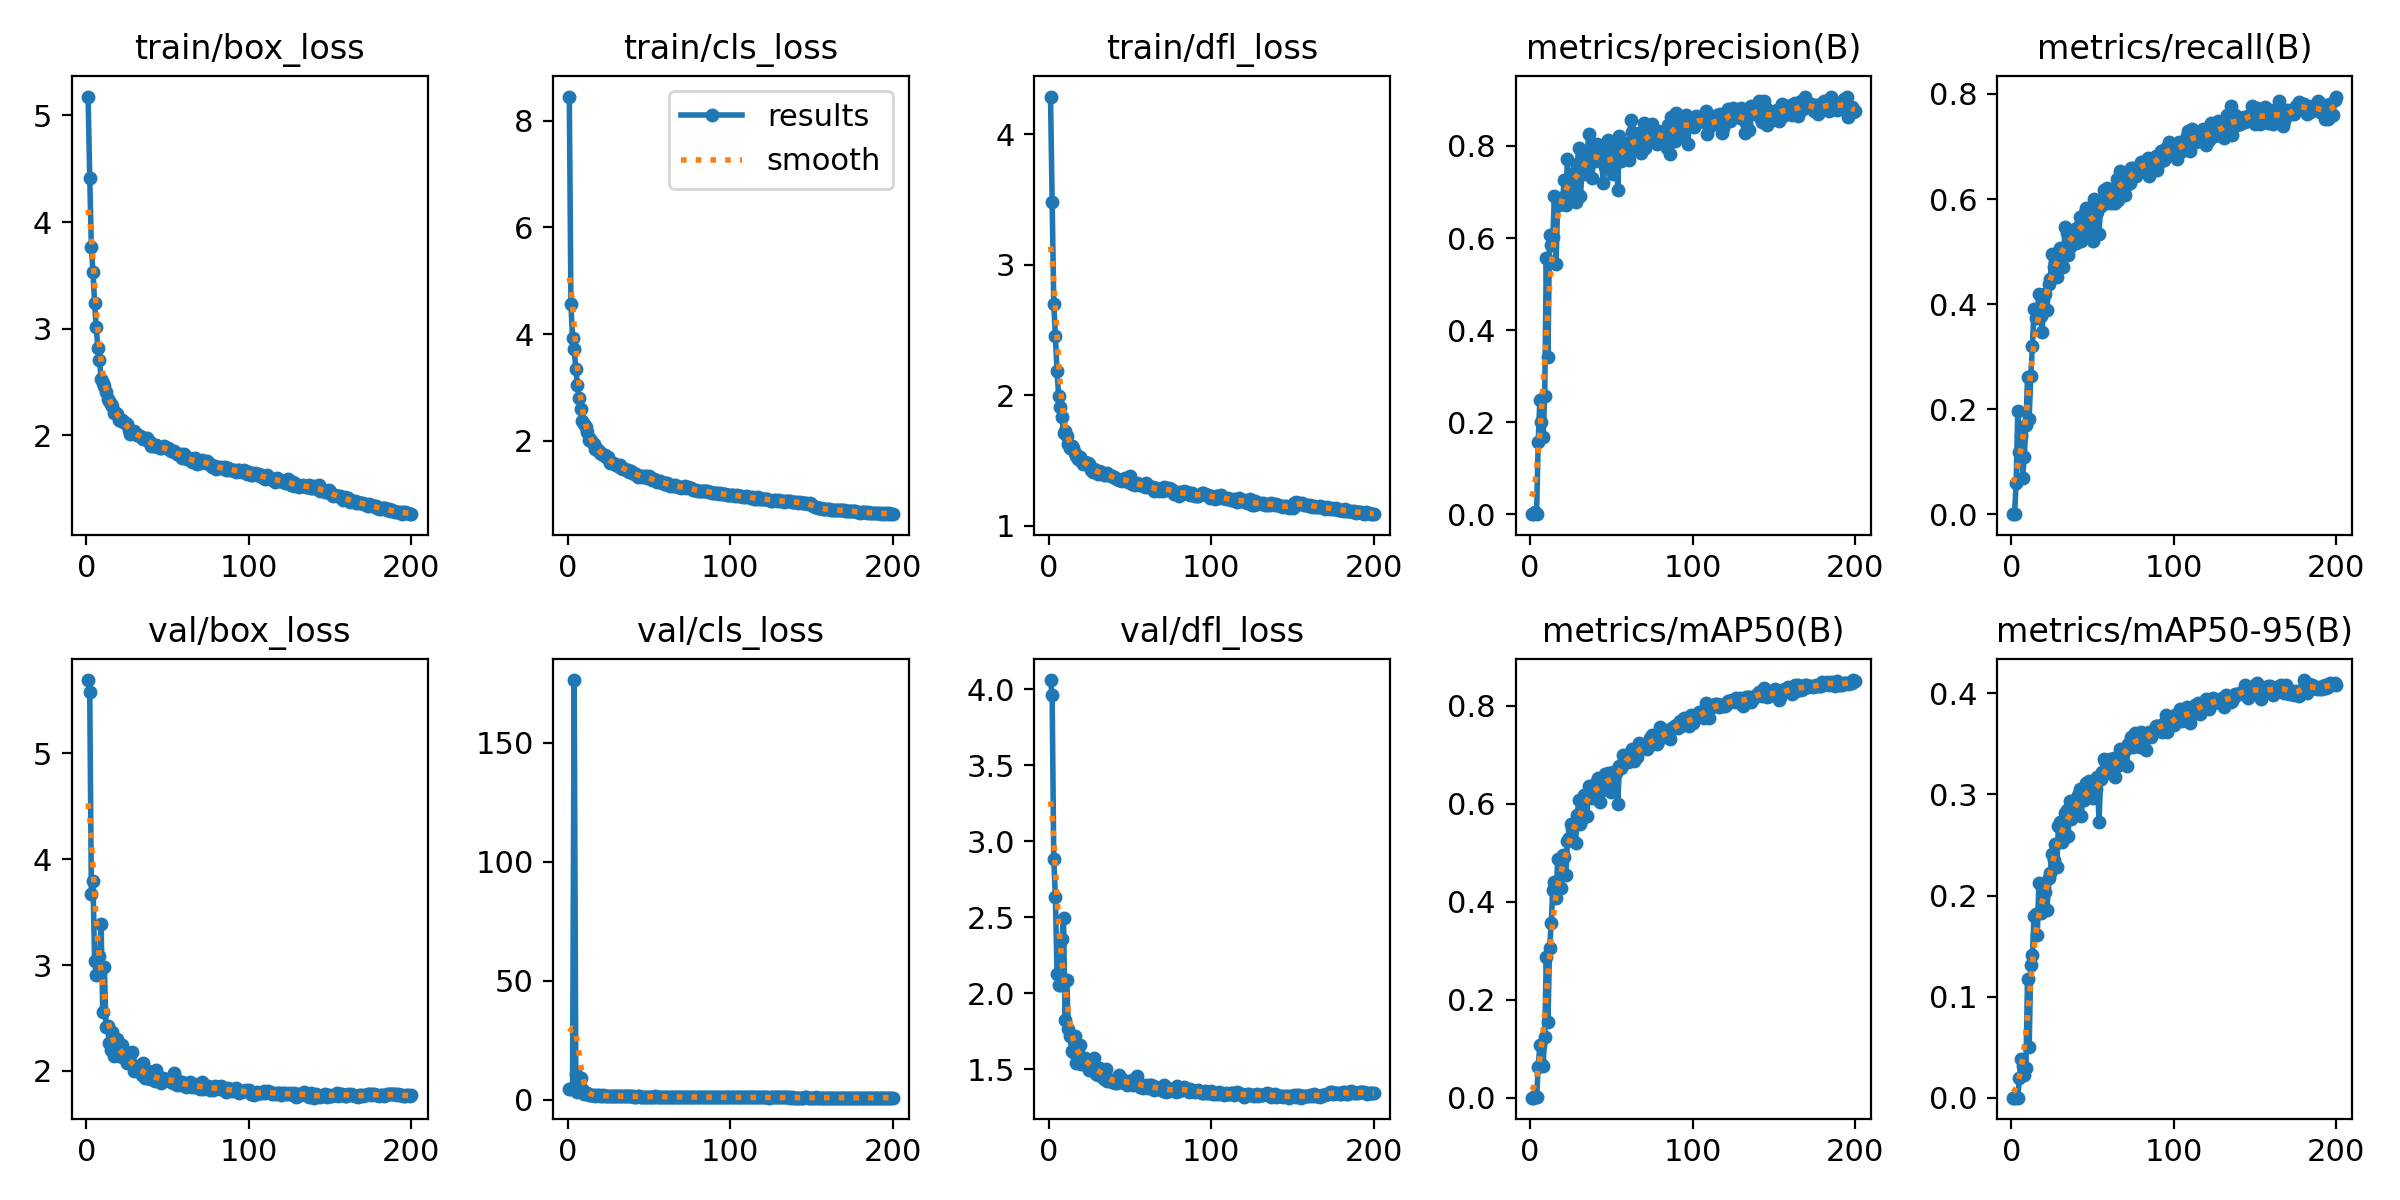 train/box_loss
5
4
3
2
0 100 200
train/cls_loss
results
smooth
8
6
4
2
0 100 200
train/dfl_loss
4
3
2
1
0 100 200
metrics/precision(B)
0.8
0.6
0.4
0.2
0.0
0 100 200
metrics/recall(B)
0.8
0.6
0.4
0.2
0.0
0 100 200
val/box_loss
5
4
3
2
0 100 200
val/cls_loss
150
100
50
0
0 100 200
val/dfl_loss
4.0
3.5
3.0
2.5
2.0
1.5
0 100 200
metrics/mAP50(B)
0.8
0.6
0.4
0.2
0.0
0 100 200
metrics/mAP50-95(B)
0.4
0.3
0.2
0.1
0.0
0 100 200